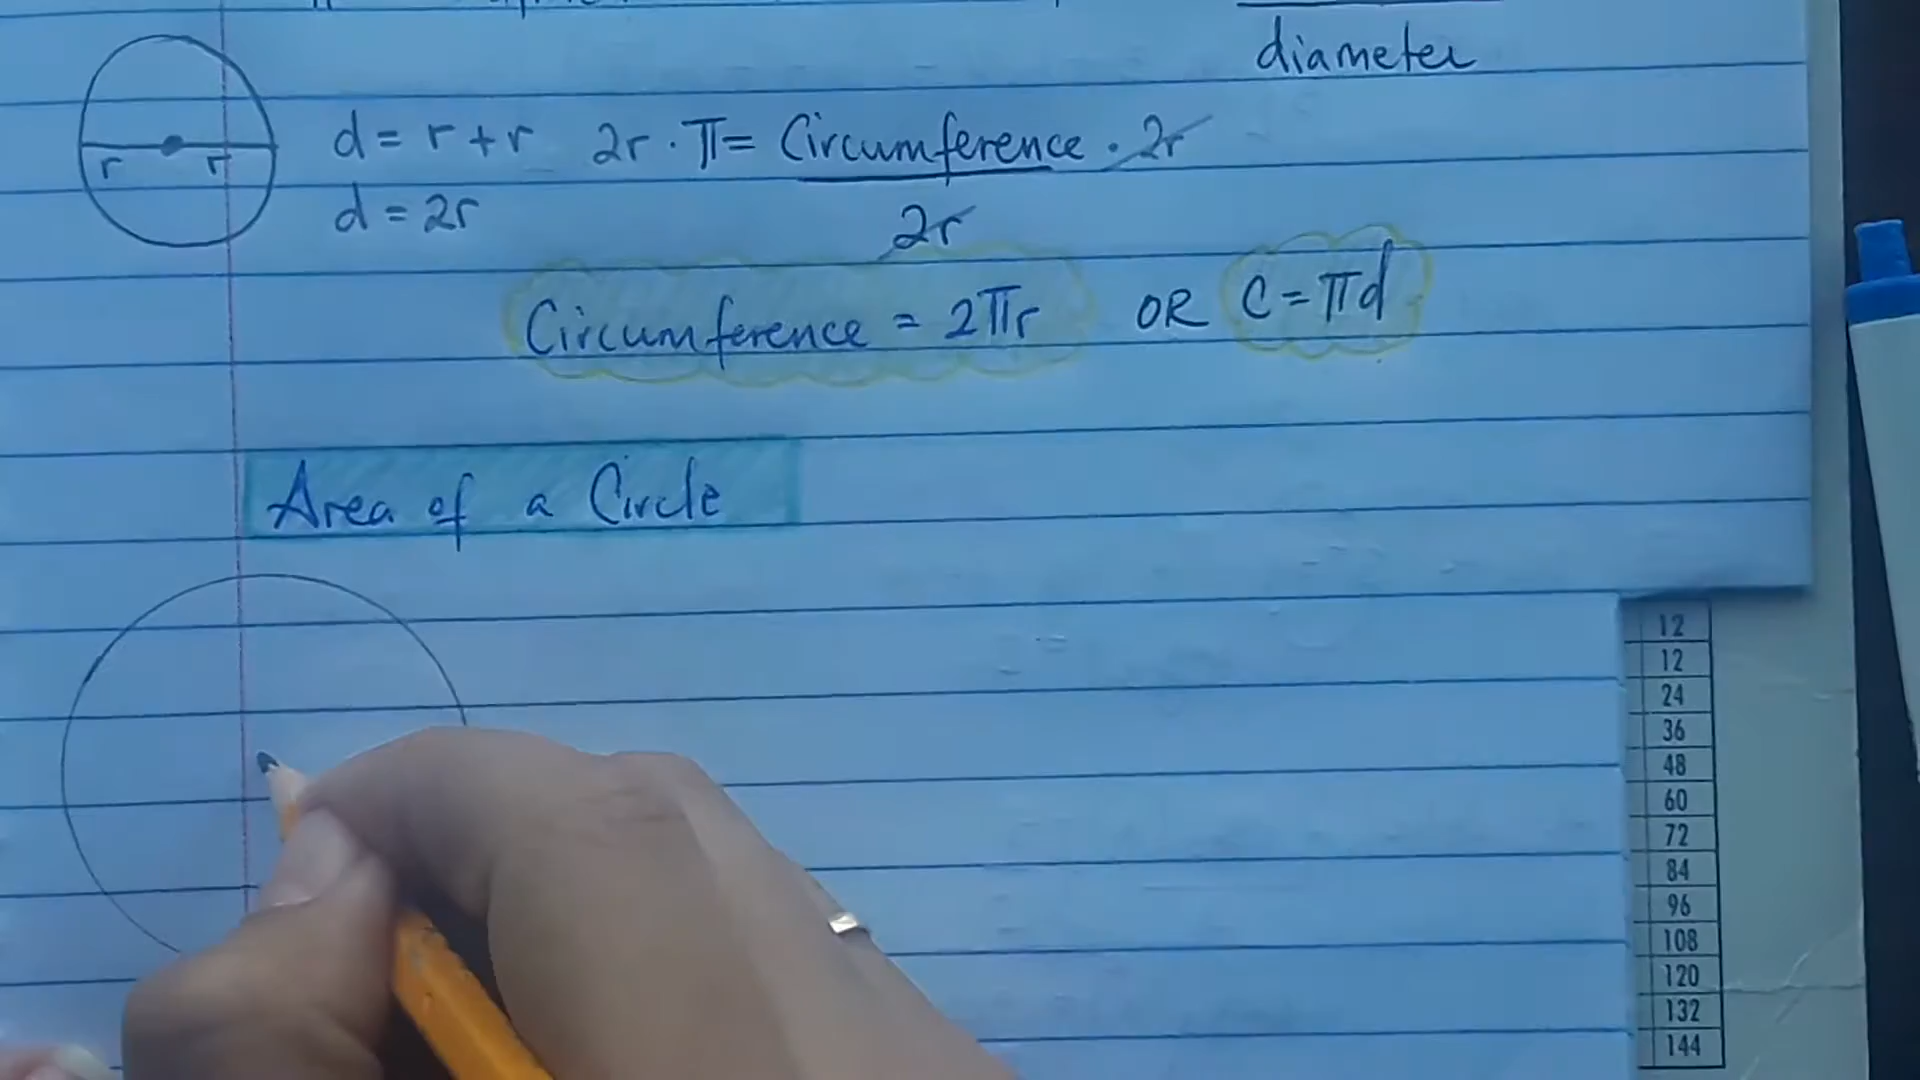 diameter
r r
d = r + r 2r · π = Circumference · 2r
d = 2r 2r
Circumference = 2πr OR C = πd
Area of a Circle
12
12
24
36
48
60
72
84
96
108
120
132
144